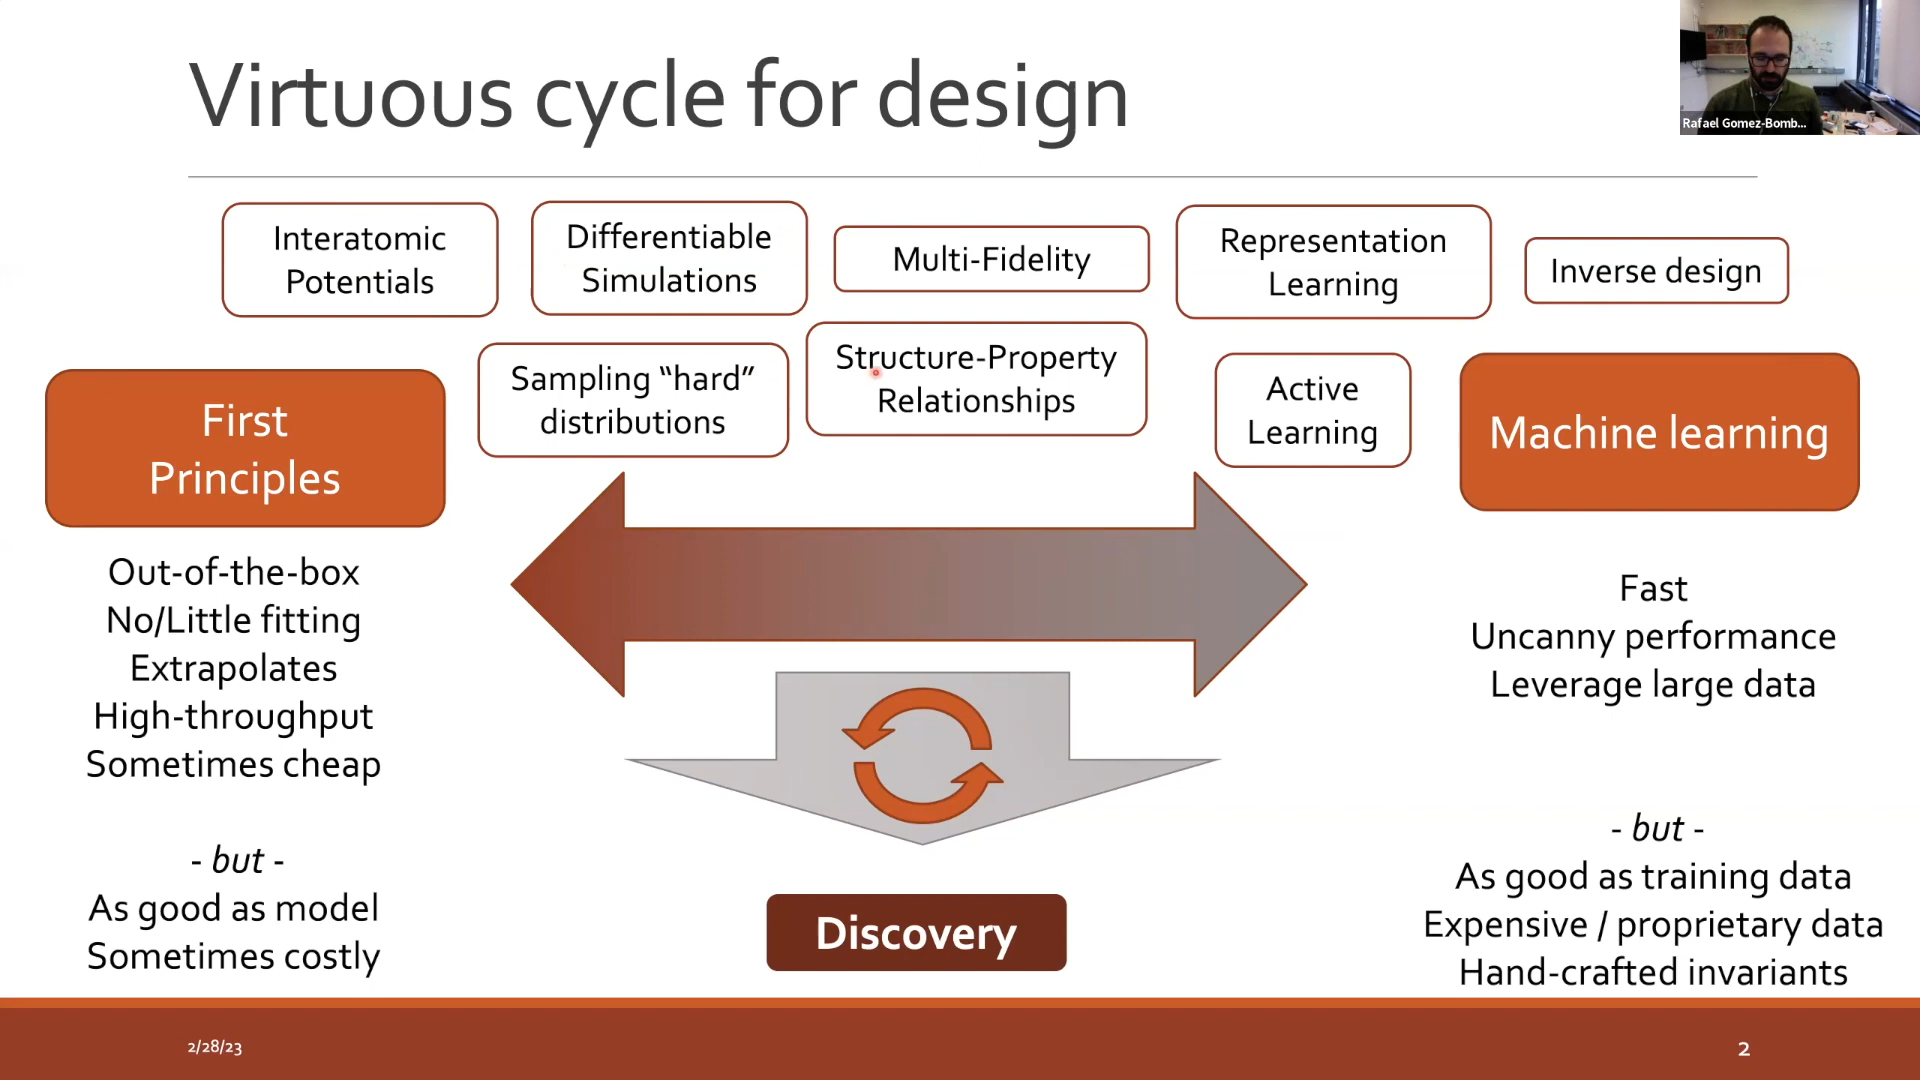 Virtuous cycle for design
Rafael Gomez-Bomb...
Interatomic
Potentials
Differentiable
Simulations
Multi-Fidelity
Representation
Learning
Inverse design
Sampling “hard”
distributions
Structure-Property
Relationships
Active
Learning
First
Principles
Machine learning
Out-of-the-box
No/Little fitting
Extrapolates
High-throughput
Sometimes cheap
- but -
As good as model
Sometimes costly
Fast
Uncanny performance
Leverage large data
- but -
As good as training data
Expensive / proprietary data
Hand-crafted invariants
Discovery
2/28/23
2